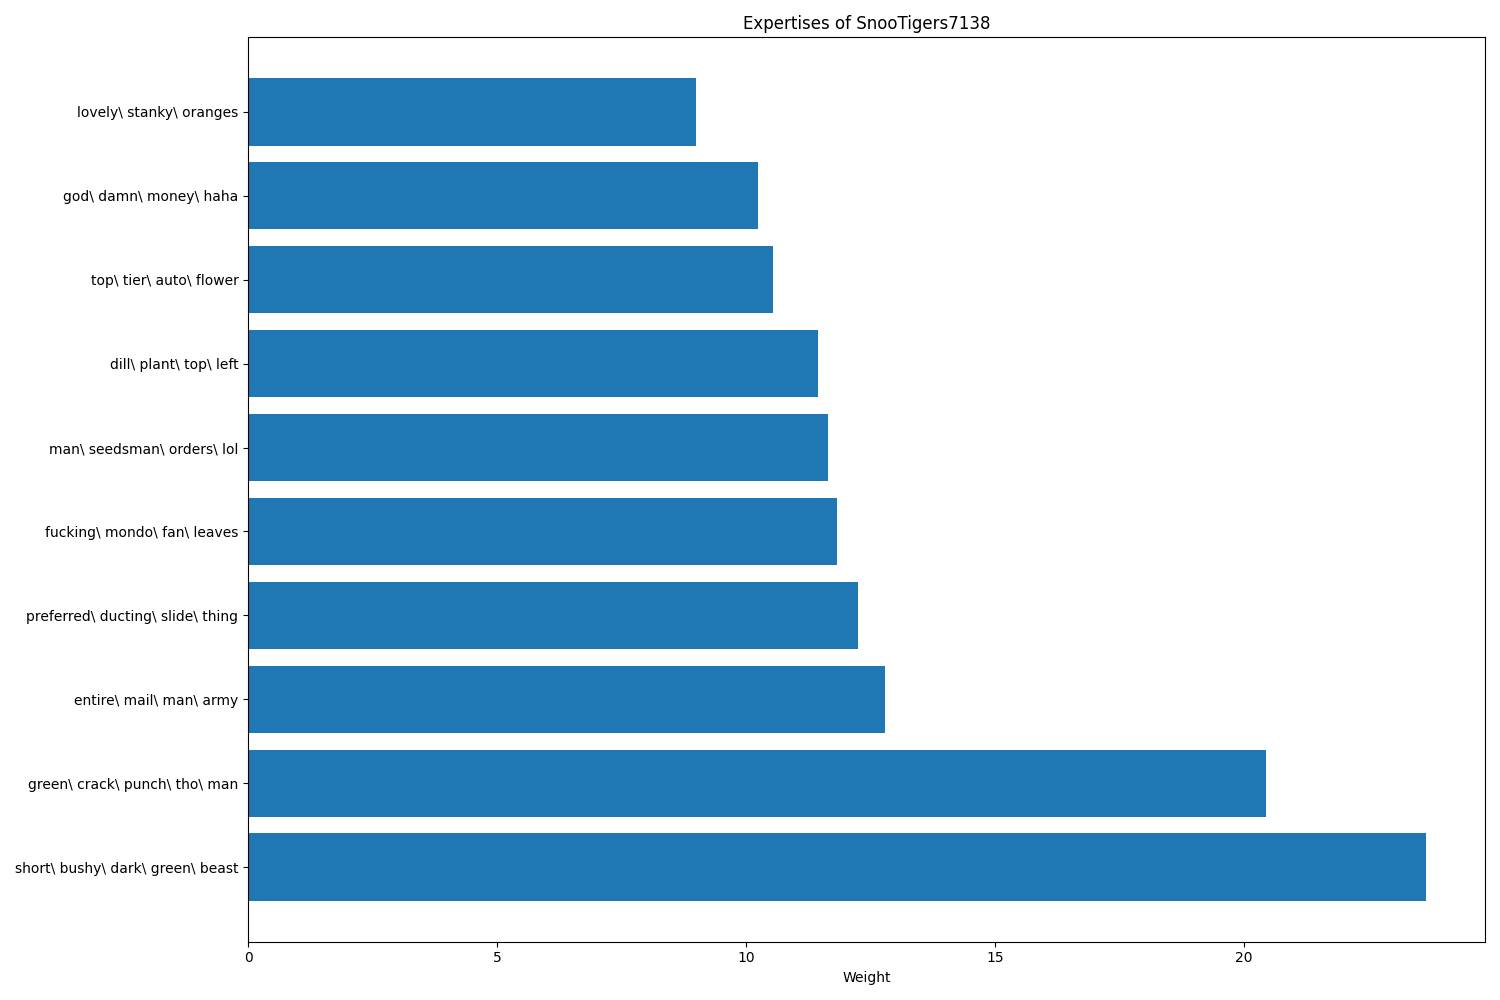 Expertises of SnooTigers7138
lovely\ stanky\ oranges
god\ damn\ money\ haha
top\ tier\ auto\ flower
dill\ plant\ top\ left
man\ seedsman\ orders\ lol
fucking\ mondo\ fan\ leaves
preferred\ ducting\ slide\ thing
entire\ mail\ man\ army
green\ crack\ punch\ tho\ man
short\ bushy\ dark\ green\ beast
0 5 10 15 20
Weight